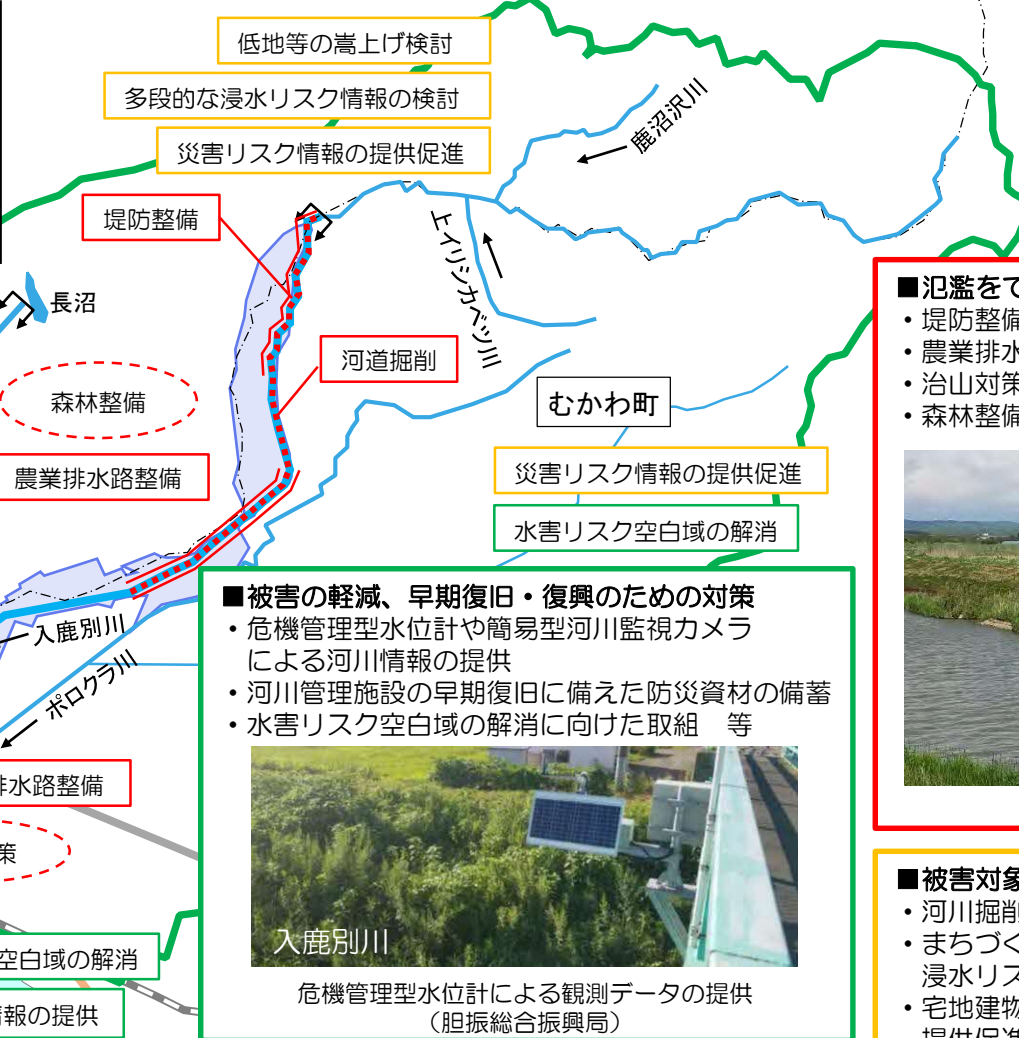 低地等の嵩上げ検討
多段的な浸水リスク情報の検討
災害リスク情報の提供促進
鹿沼沢川
堤防整備
上イリシカベツ川
長沼
河道掘削
森林整備
むかわ町
農業排水路整備
災害リスク情報の提供促進
水害リスク空白域の解消
入鹿別川
ポロクラ川
排水路整備
策
空白域の解消
情報の提供
■被害の軽減、早期復旧・復興のための対策
・危機管理型水位計や簡易型河川監視カメラ
による河川情報の提供
・河川管理施設の早期復旧に備えた防災資材の備蓄
・水害リスク空白域の解消に向けた取組　等
入鹿別川
危機管理型水位計による観測データの提供
（胆振総合振興局）
■氾濫を
・堤防整備
・農業排水
・治山対策
・森林整備
■被害対象
・河川掘削
・まちづく
浸水リス
・宅地建物
提供促進